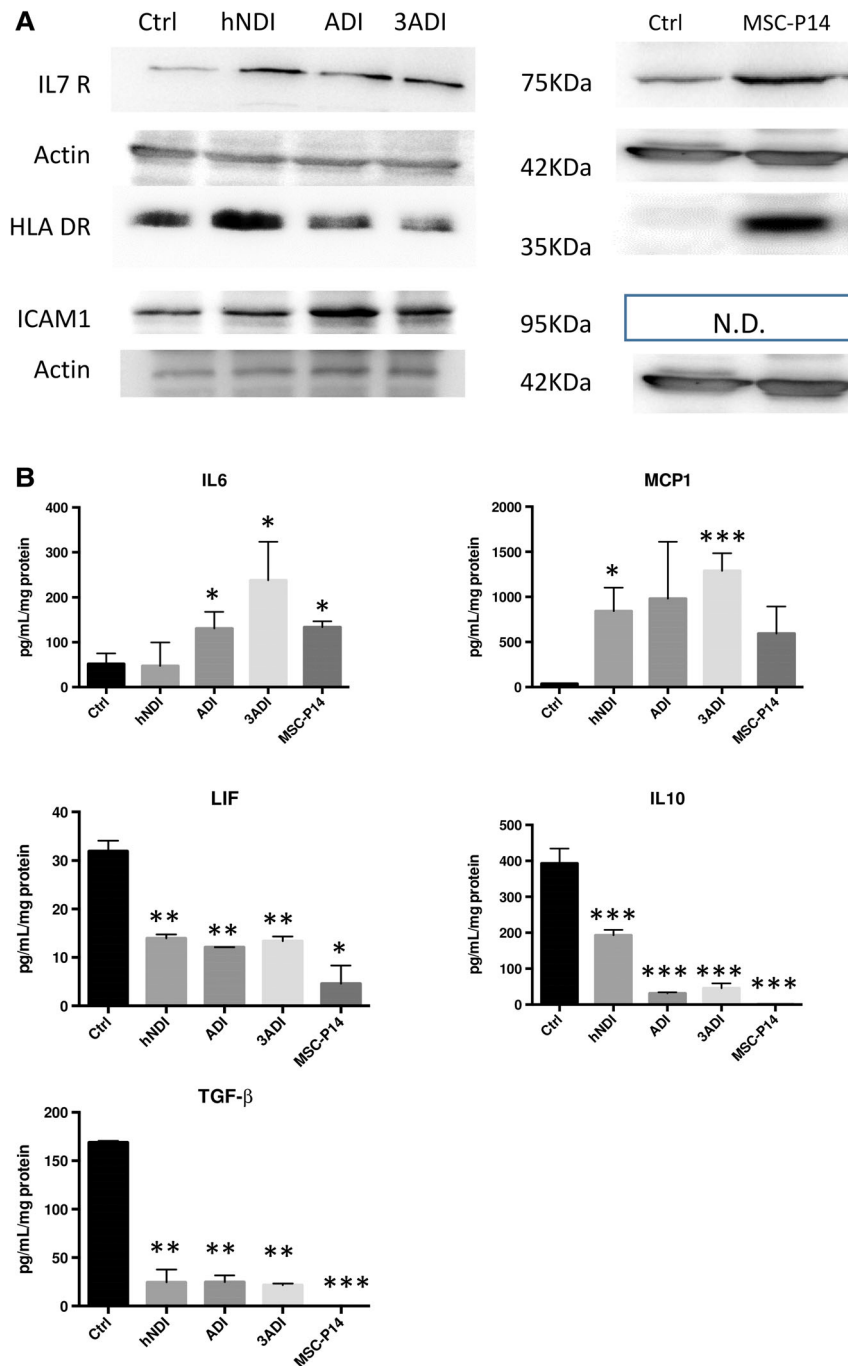 A
Ctrl hNDI ADI 3ADI
Ctrl MSC-P14
IL7 R
75KDa
Actin
42KDa
HLA DR
35KDa
ICAM1
95KDa
N.D.
Actin
42KDa
B
IL6
400
300
200
100
0
pg/mL/mg protein
*
*
*
Ctrl
hNDI
ADI
3ADI
MSC-P14
MCP1
2000
1500
1000
500
0
pg/mL/mg protein
*
***
Ctrl
hNDI
ADI
3ADI
MSC-P14
LIF
40
30
20
10
0
pg/mL/mg protein
**
**
**
*
Ctrl
hNDI
ADI
3ADI
MSC-P14
IL10
500
400
300
200
100
0
pg/mL/mg protein
***
***
***
***
Ctrl
hNDI
ADI
3ADI
MSC-P14
TGF-β
200
150
100
50
0
pg/mL/mg protein
**
**
**
***
Ctrl
hNDI
ADI
3ADI
MSC-P14